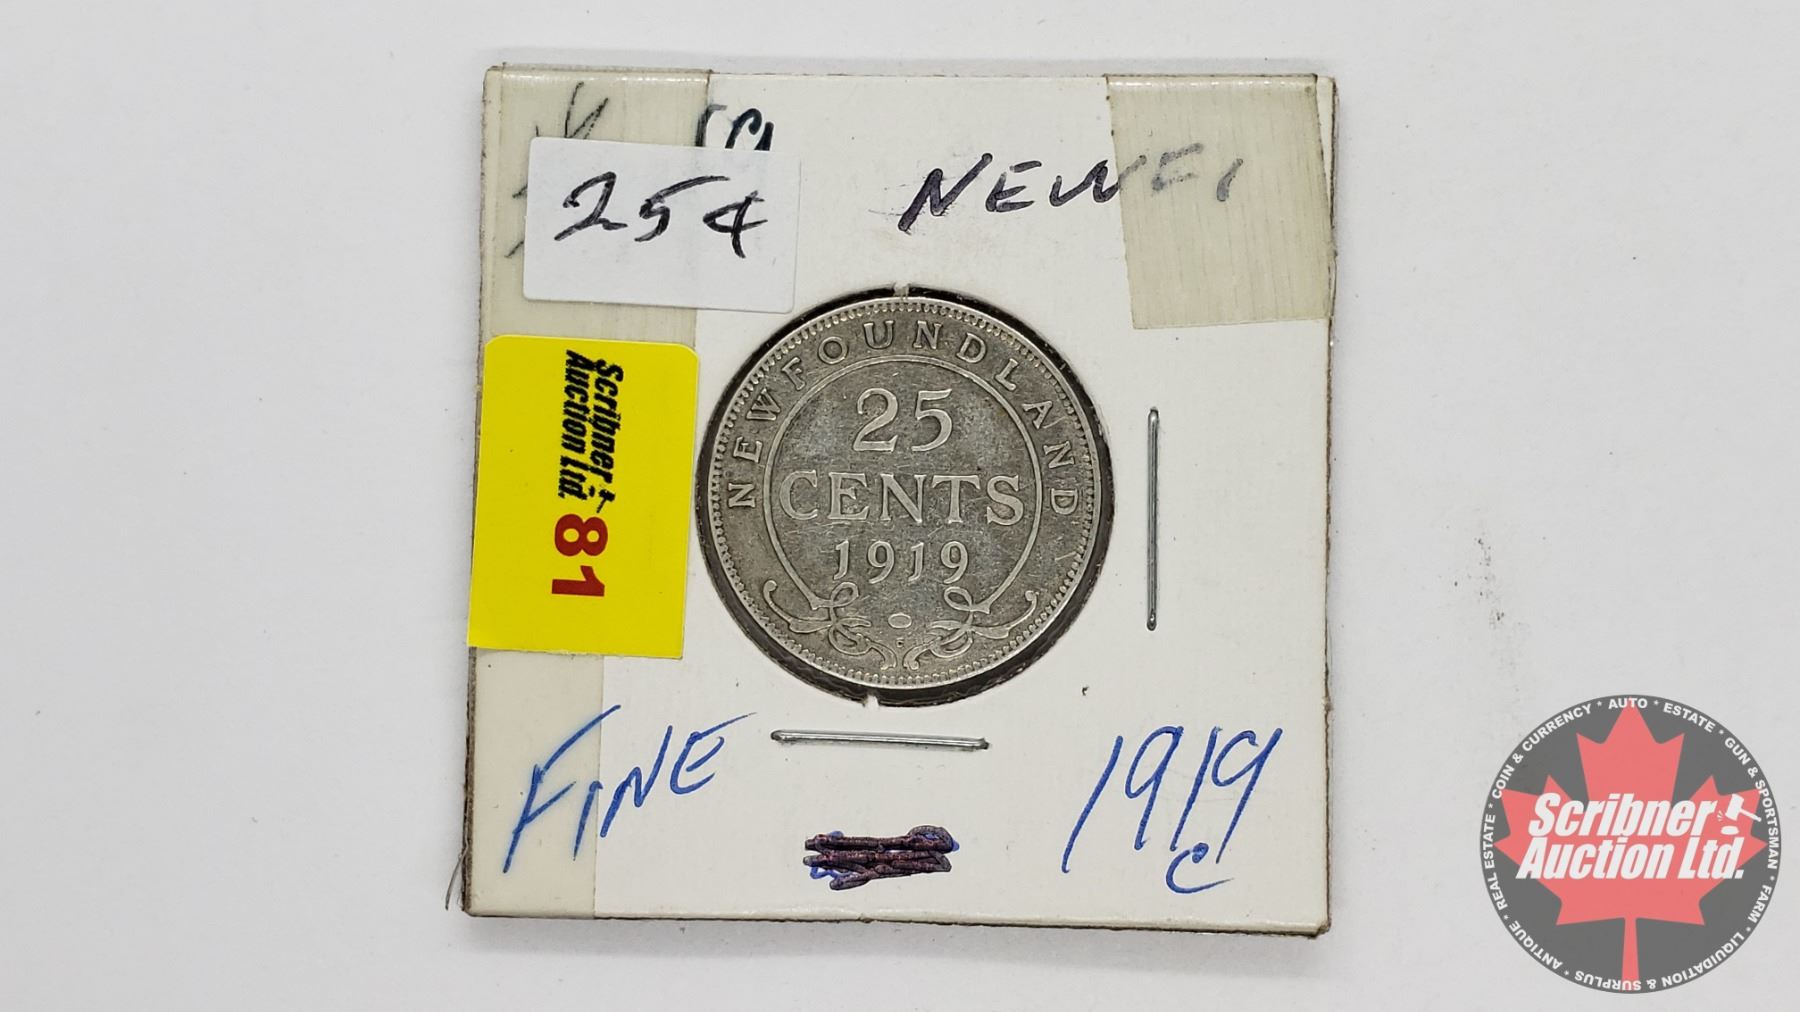 25¢
NEWFI
Scribner
Auction Ltd.
81
NEWFOUNDLAND
25
CENTS
1919
FINE
1919
C
Scribner
Auction Ltd.
COIN & CURRENCY * AUTO * ESTATE * GUN & SPORTSMAN * FARM * LIQUIDATION & SURPLUS * ANTIQUE * REAL ESTATE *